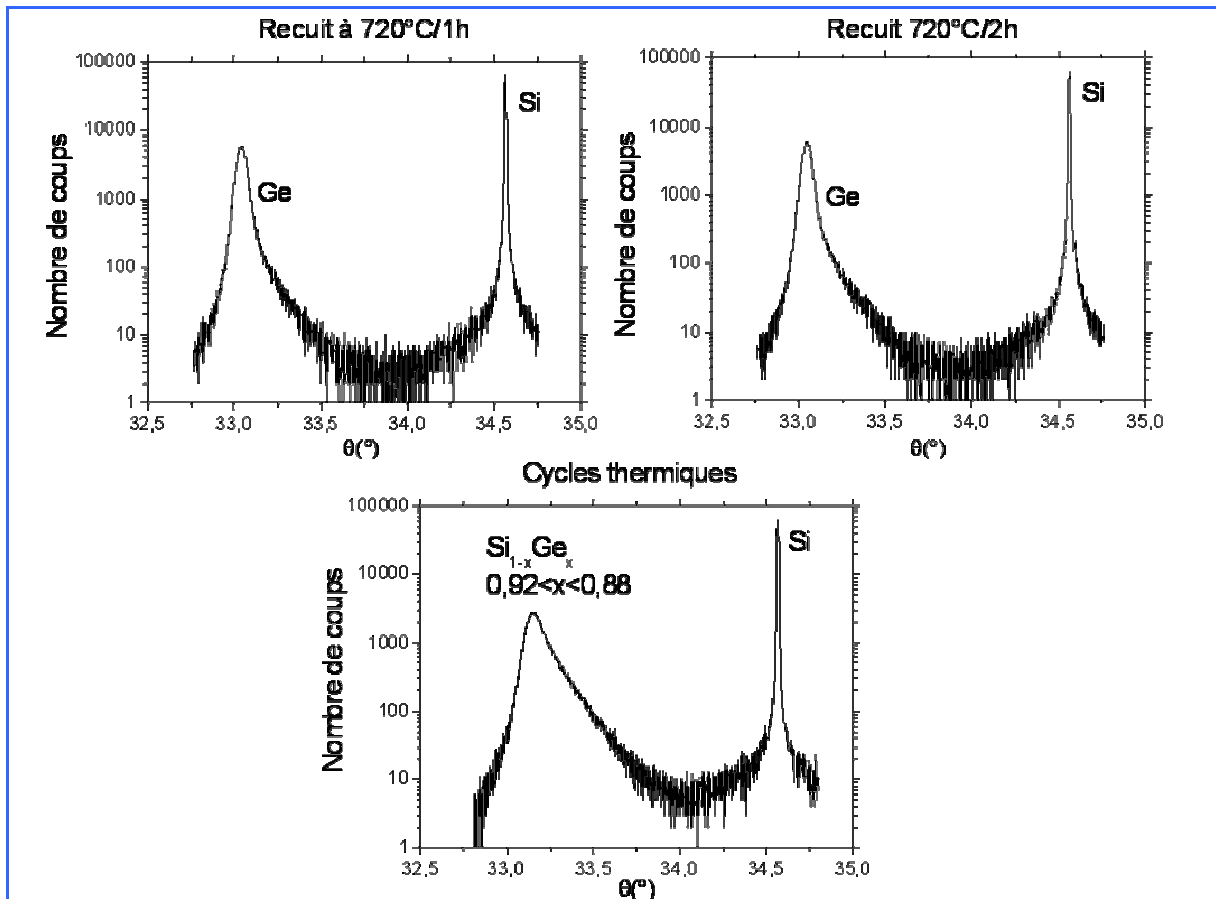 Recuit à 720°C/1h
100000
10000
1000
100
10
1
Nombre de coups
Ge
Si
32,5 33,0 33,5 34,0 34,5 35,0
θ(°)
Recuit 720°C/2h
100000
10000
1000
100
10
1
Nombre de coups
Ge
Si
32,5 33,0 33,5 34,0 34,5 35,0
θ(°)
Cycles thermiques
100000
10000
1000
100
10
1
Nombre de coups
Si₁₋ₓGeₓ
0,92<x<0,88
Si
32,5 33,0 33,5 34,0 34,5 35,0
θ(°)